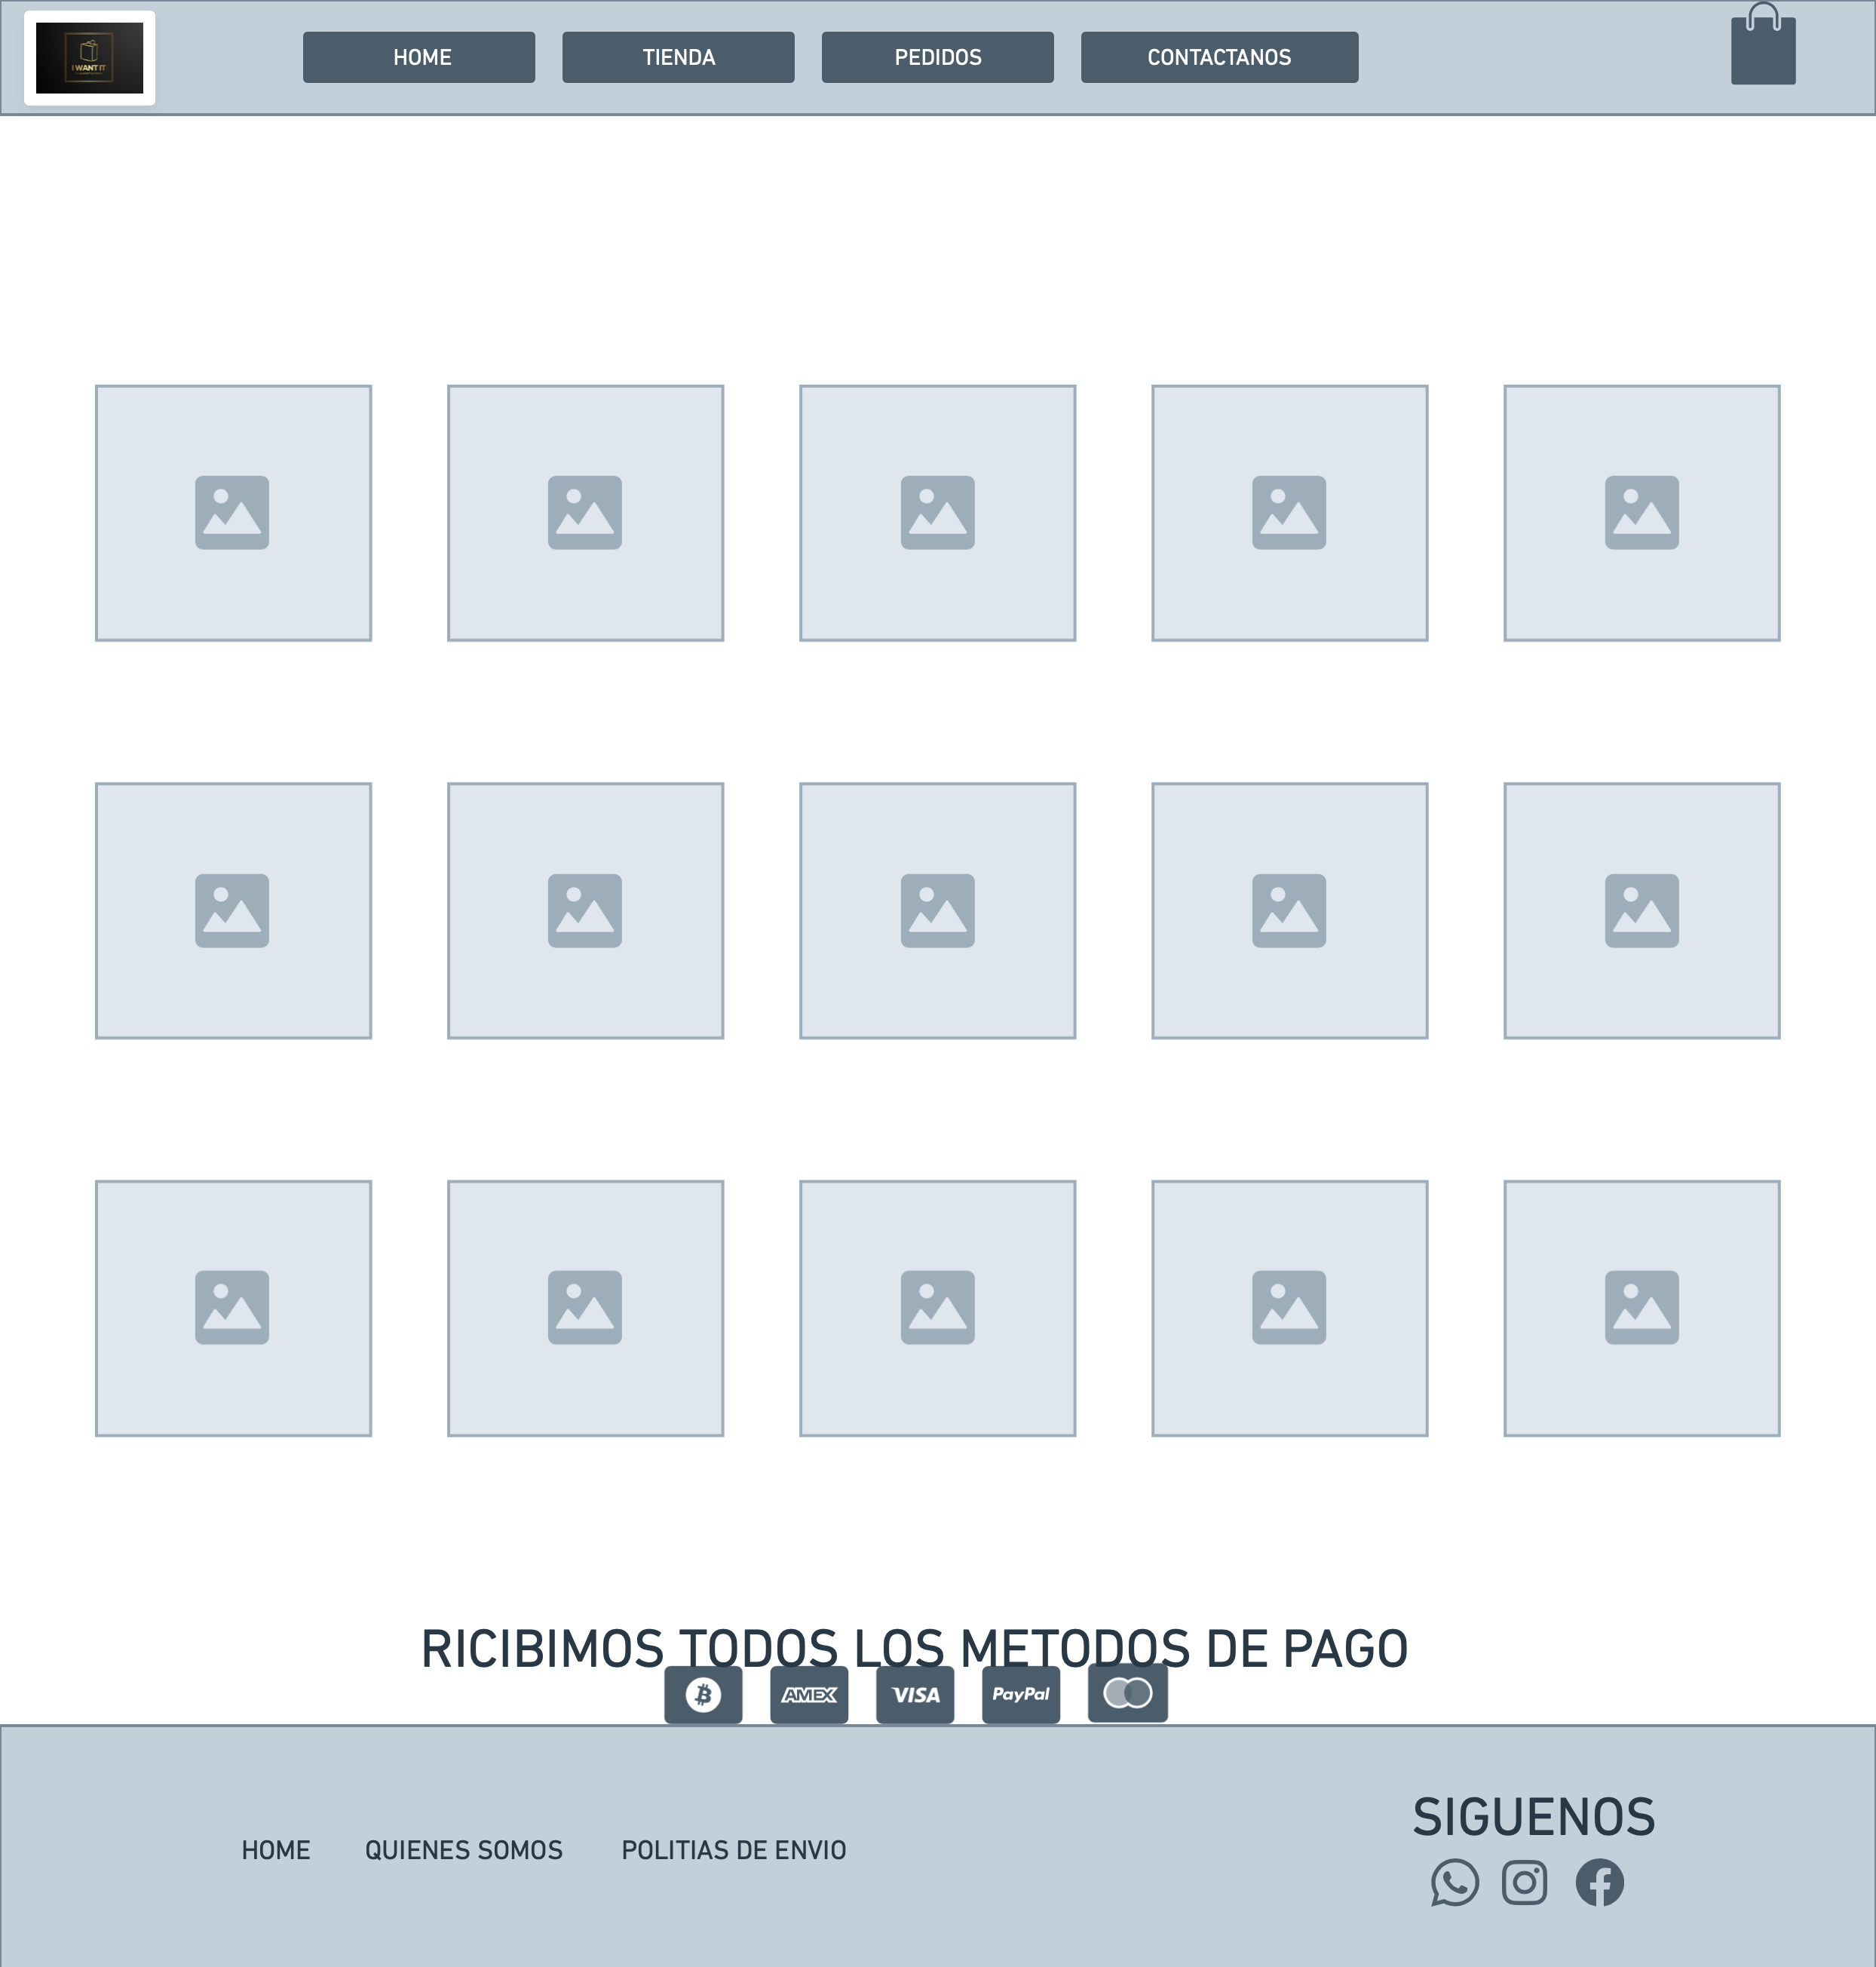 I WANT IT
HOME
TIENDA
PEDIDOS
CONTACTANOS
RICIBIMOS TODOS LOS METODOS DE PAGO
AMEX
VISA
PayPal
HOME
QUIENES SOMOS
POLITIAS DE ENVIO
SIGUENOS